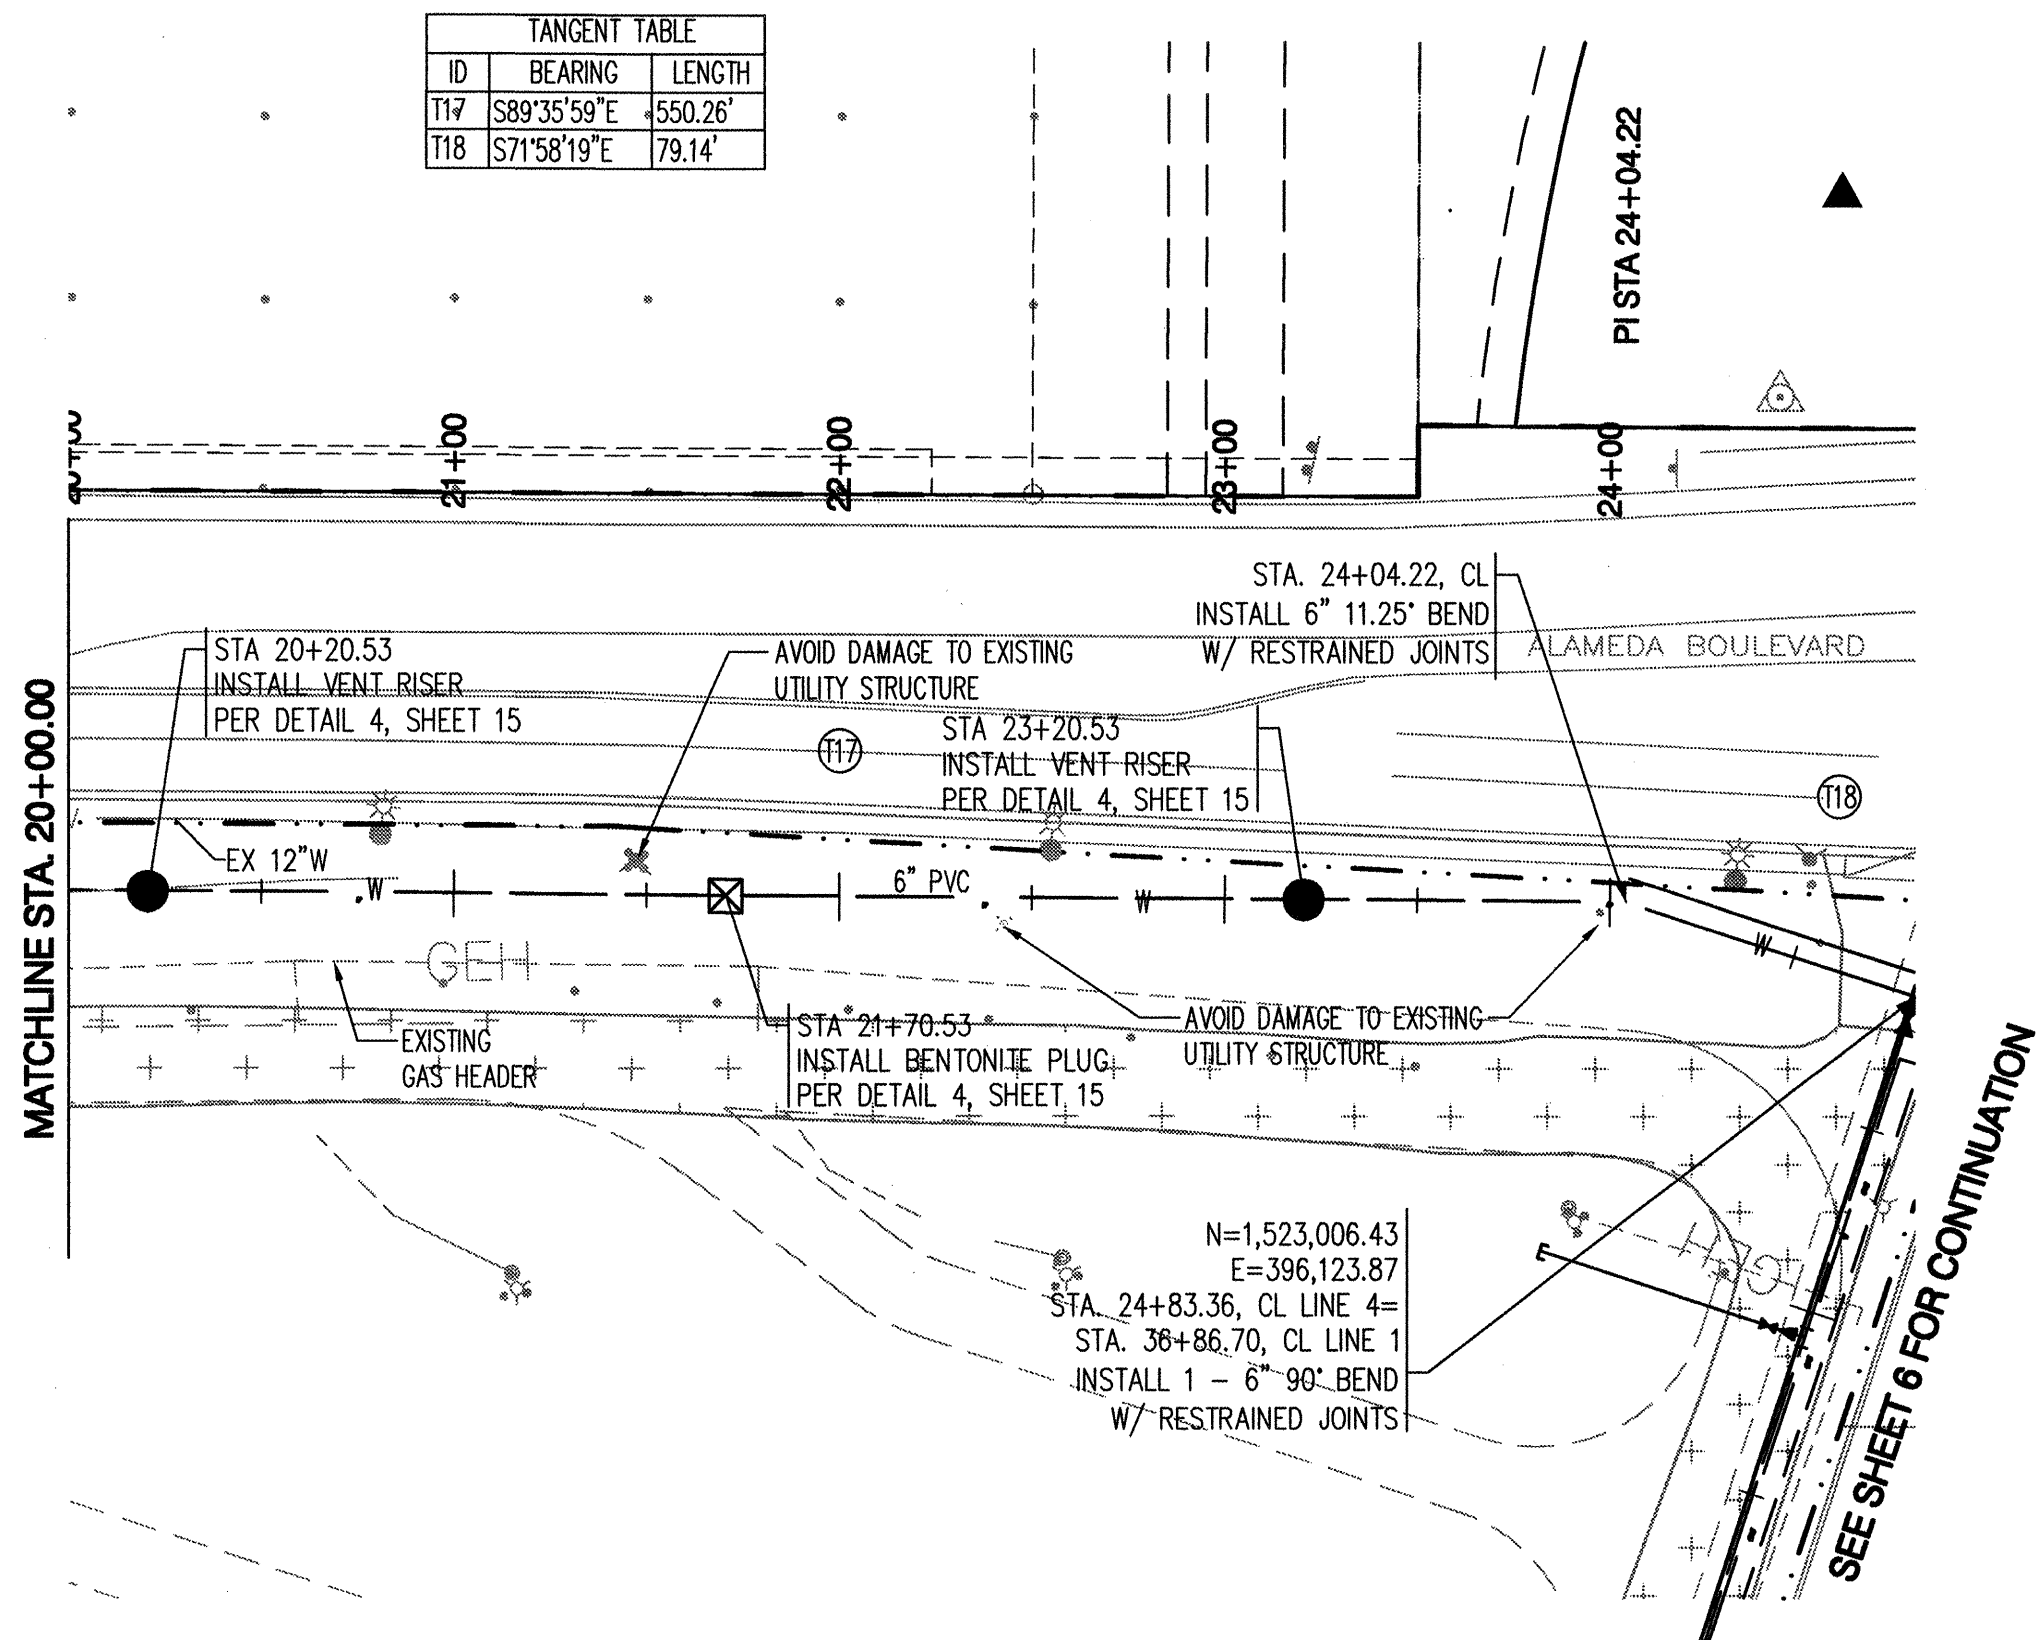 TANGENT TABLE
ID BEARING LENGTH
T17 S89°35'59"E 550.26'
T18 S71°58'19"E 79.14'
PI STA 24+04.22
21+00
22+00
23+00
24+00
STA. 24+04.22, CL
INSTALL 6" 11.25° BEND
W/ RESTRAINED JOINTS
ALAMEDA BOULEVARD
STA 20+20.53
INSTALL VENT RISER
PER DETAIL 4, SHEET 15
AVOID DAMAGE TO EXISTING
UTILITY STRUCTURE
STA 23+20.53
INSTALL VENT RISER
PER DETAIL 4, SHEET 15
T17
T18
MATCHLINE STA. 20+00.00
EX 12"W
W
6" PVC
W
W
GEH
EXISTING
GAS HEADER
STA 21+70.53
INSTALL BENTONITE PLUG
PER DETAIL 4, SHEET 15
AVOID DAMAGE TO EXISTING
UTILITY STRUCTURE
N=1,523,006.43
E=396,123.87
STA. 24+83.36, CL LINE 4=
STA. 36+86.70, CL LINE 1
INSTALL 1 - 6" 90° BEND
W/ RESTRAINED JOINTS
SEE SHEET 6 FOR CONTINUATION